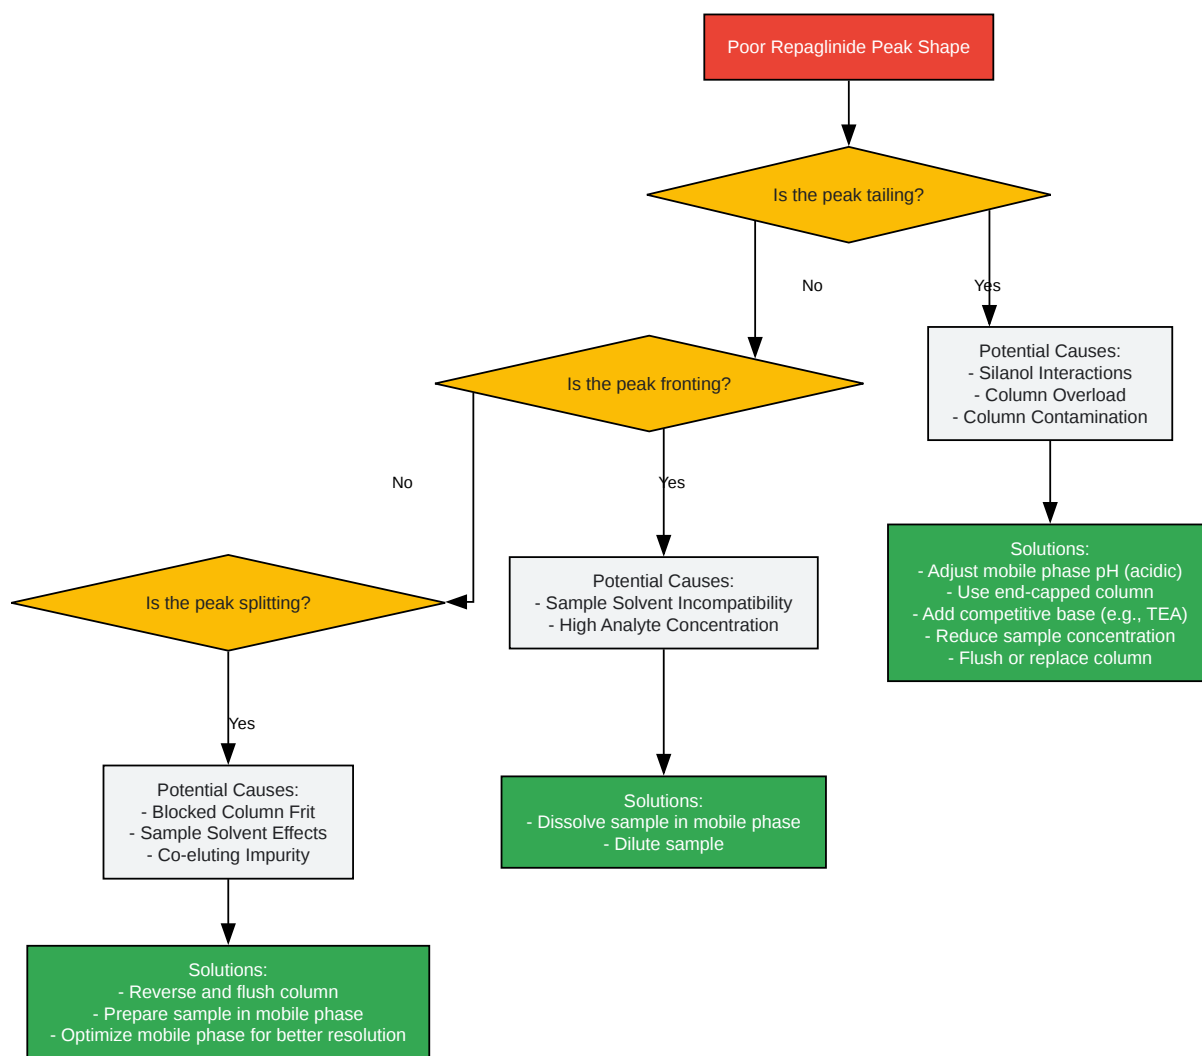 Poor Repaglinide Peak Shape
Is the peak tailing?
No
Yes
Potential Causes:
- Silanol Interactions
- Column Overload
- Column Contamination
Is the peak fronting?
No
Yes
Solutions:
- Adjust mobile phase pH (acidic)
- Use end-capped column
- Add competitive base (e.g., TEA)
- Reduce sample concentration
- Flush or replace column
Potential Causes:
- Sample Solvent Incompatibility
- High Analyte Concentration
Is the peak splitting?
Yes
Solutions:
- Dissolve sample in mobile phase
- Dilute sample
Potential Causes:
- Blocked Column Frit
- Sample Solvent Effects
- Co-eluting Impurity
Solutions:
- Reverse and flush column
- Prepare sample in mobile phase
- Optimize mobile phase for better resolution